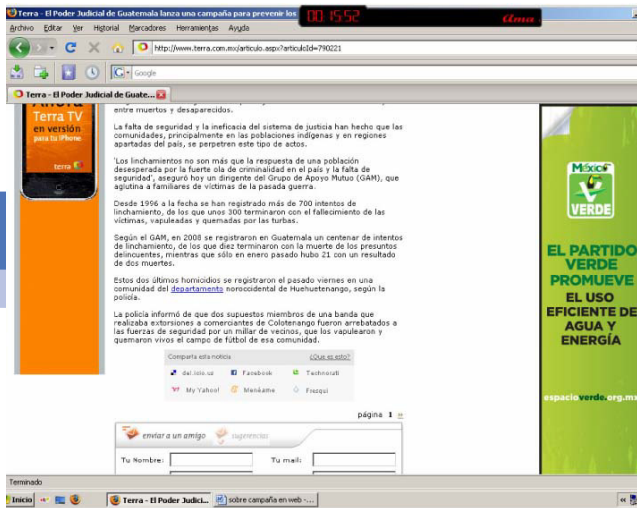 Terra - El Poder Judicial de Guatemala lanza una campaña para prevenir los
00:15:52
Ama
Archivo Editar Ver Historial Marcadores Herramientas Ayuda
http://www.terra.com.mx/articulo.aspx?articuloId=790221
Google
Terra - El Poder Judicial de Guate...
Ahora
Terra TV
en versión
para tu iPhone
terra
entre muertos y desaparecidos.
La falta de seguridad y la ineficacia del sistema de justicia han hecho que las
comunidades, principalmente en las poblaciones indígenas y en regiones
apartadas del país, se perpetren este tipo de actos.
'Los linchamientos no son más que la respuesta de una población
desesperada por la fuerte ola de criminalidad en el país y la falta de
seguridad', aseguró hoy un dirigente del Grupo de Apoyo Mutuo (GAM), que
aglutina a familiares de víctimas de la pasada guerra.
Desde 1996 a la fecha se han registrado más de 700 intentos de
linchamiento, de los que unos 300 terminaron con el fallecimiento de las
víctimas, vapuleadas y quemadas por las turbas.
Según el GAM, en 2008 se registraron en Guatemala un centenar de intentos
de linchamiento, de los que diez terminaron con la muerte de los presuntos
delincuentes, mientras que sólo en enero pasado hubo 21 con un resultado
de dos muertes.
Estos dos últimos homicidios se registraron el pasado viernes en una
comunidad del departamento noroccidental de Huehuetenango, según la
policía.
La policía informó de que dos supuestos miembros de una banda que
realizaba extorsiones a comerciantes de Colotenango fueron arrebatados a
las fuerzas de seguridad por un millar de vecinos, que los vapulearon y
quemaron vivos el campo de fútbol de esa comunidad.
Comparta esta noticia ¿Que es esto?
del.icio.us Facebook Technorati
My Yahoo! Menéame Fresqui
página 1 »
enviar a un amigo sugerencias
Tu Nombre: Tu mail:
México
VERDE
EL PARTIDO
VERDE
PROMUEVE
EL USO
EFICIENTE DE
AGUA Y
ENERGÍA
espacioverde.org.mx
Terminado
Inicio Terra - El Poder Judici... sobre campaña en web -...